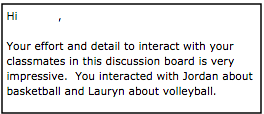 Hi ,
Your effort and detail to interact with your
classmates in this discussion board is very
impressive.  You interacted with Jordan about
basketball and Lauryn about volleyball.